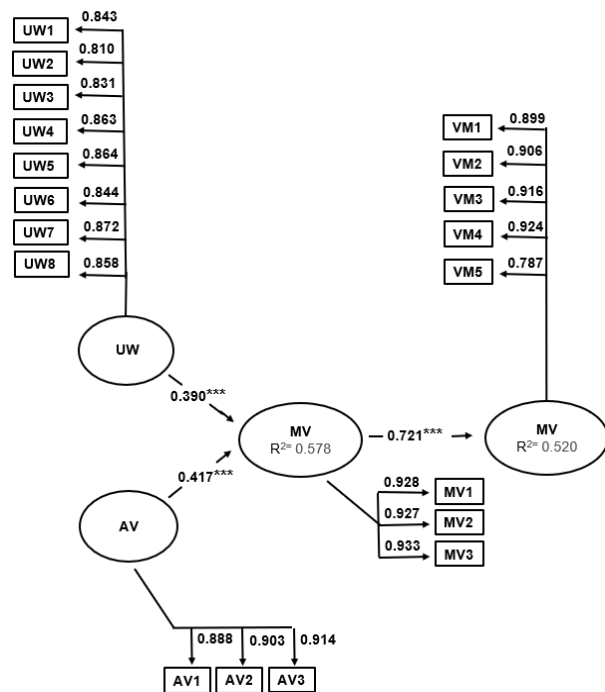 0.843
UW1
0.810
UW2
0.831
UW3
0.863
UW4
0.864
UW5
0.844
UW6
0.872
UW7
0.858
UW8
0.899
VM1
0.906
VM2
0.916
VM3
0.924
VM4
0.787
VM5
UW
0.390***
MV
R²= 0.578
0.721***
MV
R²= 0.520
0.417***
AV
0.928
MV1
0.927
MV2
0.933
MV3
0.888
0.903
0.914
AV1
AV2
AV3